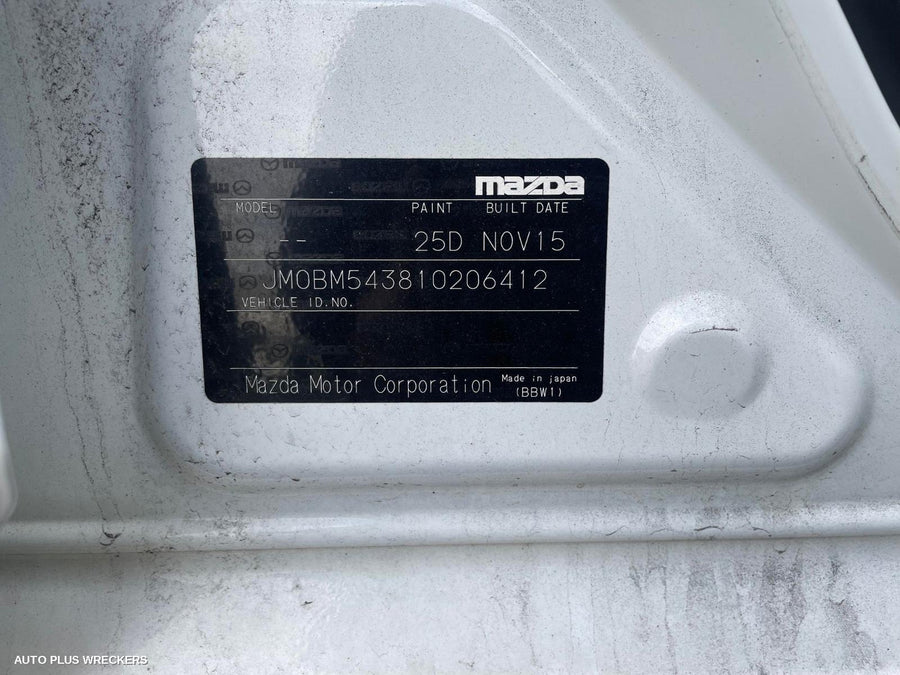 mazda
MODEL PAINT BUILT DATE
-- 25D NOV15
JM0BM543810206412
VEHICLE ID.NO.
Mazda Motor Corporation Made in japan
(BBW1)
AUTO PLUS WRECKERS